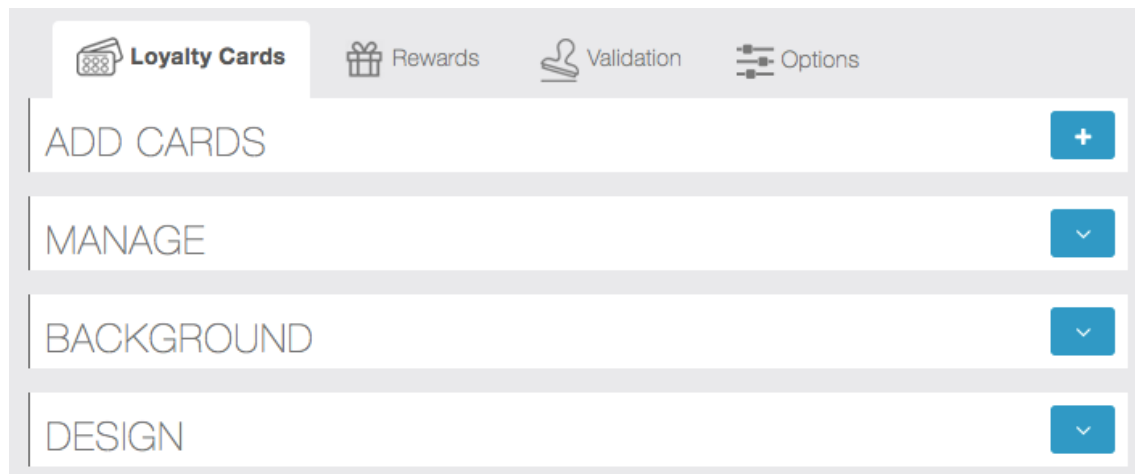 Loyalty Cards Rewards Validation Options
ADD CARDS
MANAGE
BACKGROUND
DESIGN